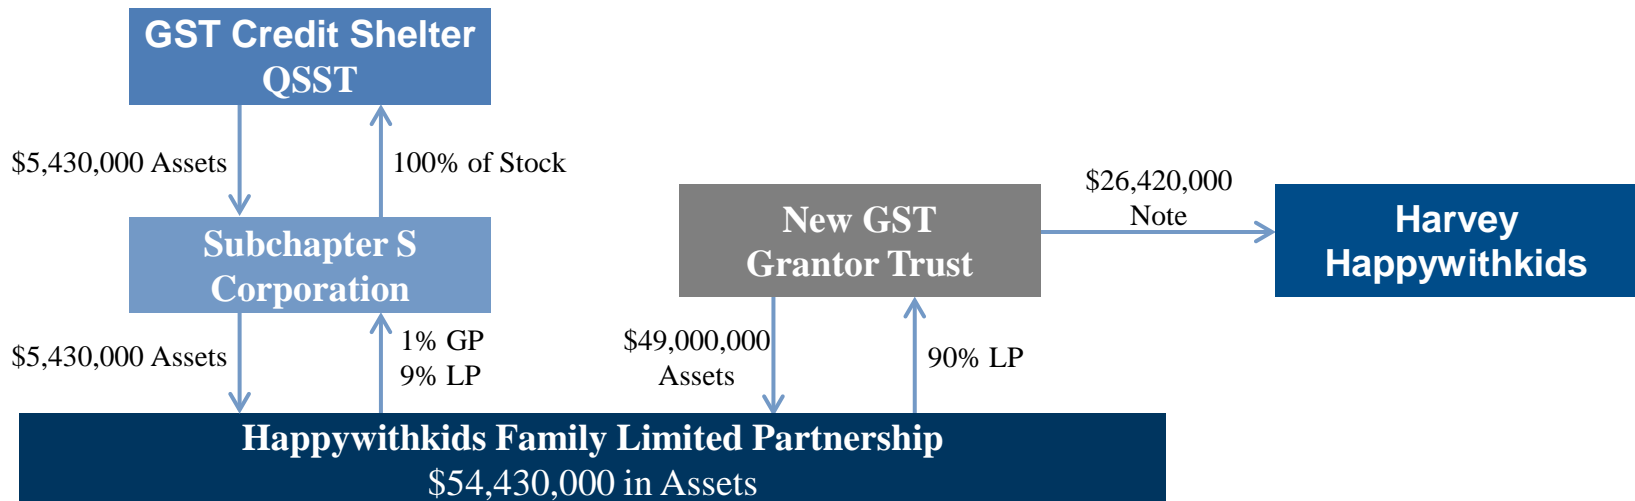 GST Credit Shelter
QSST
$5,430,000 Assets
100% of Stock
Subchapter S
Corporation
$5,430,000 Assets
1% GP
9% LP
New GST
Grantor Trust
$26,420,000
Note
Harvey
Happywithkids
$49,000,000
Assets
90% LP
Happywithkids Family Limited Partnership
$54,430,000 in Assets